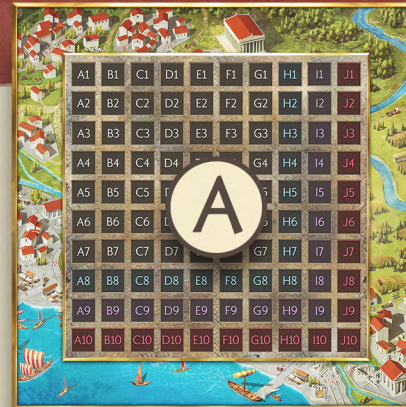 A1 B1 C1 D1 E1 F1 G1 H1 I1 J1
A2 B2 C2 D2 E2 F2 G2 H2 I2 J2
A3 B3 C3 D3 E3 F3 G3 H3 I3 J3
A4 B4 C4 D4 G4 H4 I4 J4
A5 B5 C5 H5 I5 J5
A
A6 B6 C6 H6 I6 J6
A7 B7 C7 D7 H7 I7 J7
A8 B8 C8 D8 E8 F8 G8 H8 I8 J8
A9 B9 C9 D9 E9 F9 G9 H9 I9 J9
A10 B10 C10 D10 E10 F10 G10 H10 I10 J10